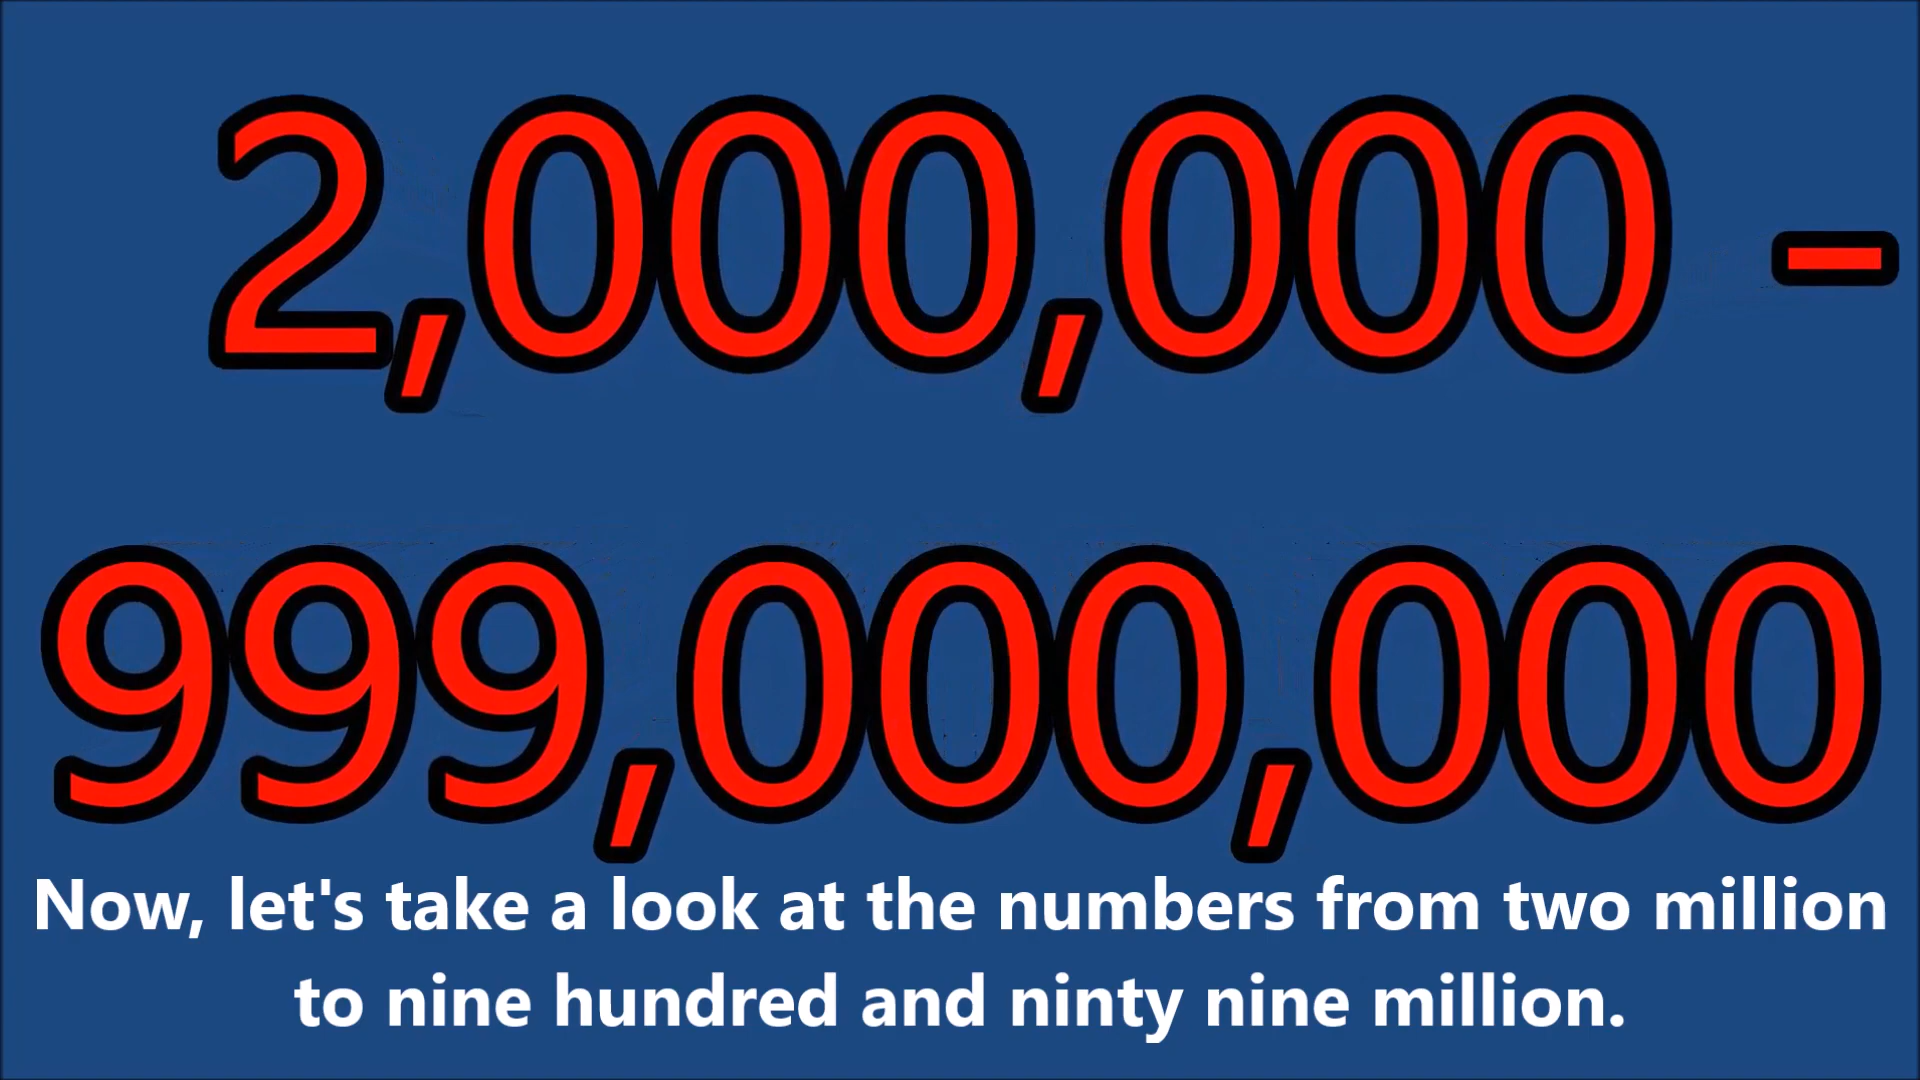 2,000,000 -
999,000,000
Now, let's take a look at the numbers from two million
to nine hundred and ninty nine million.